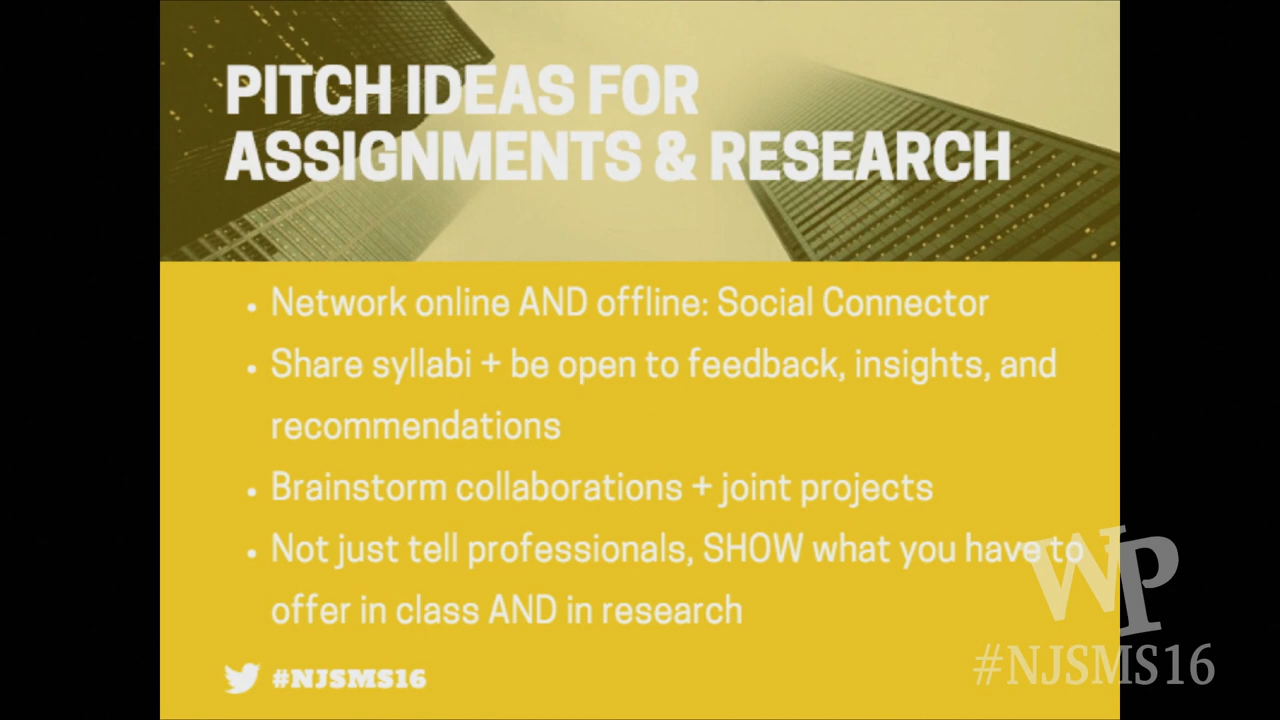 PITCH IDEAS FOR
ASSIGNMENTS & RESEARCH
• Network online AND offline: Social Connector
• Share syllabi + be open to feedback, insights, and
recommendations
• Brainstorm collaborations + joint projects
• Not just tell professionals, SHOW what you have to
offer in class AND in research
#NJSMS16
WP
#NJSMS16